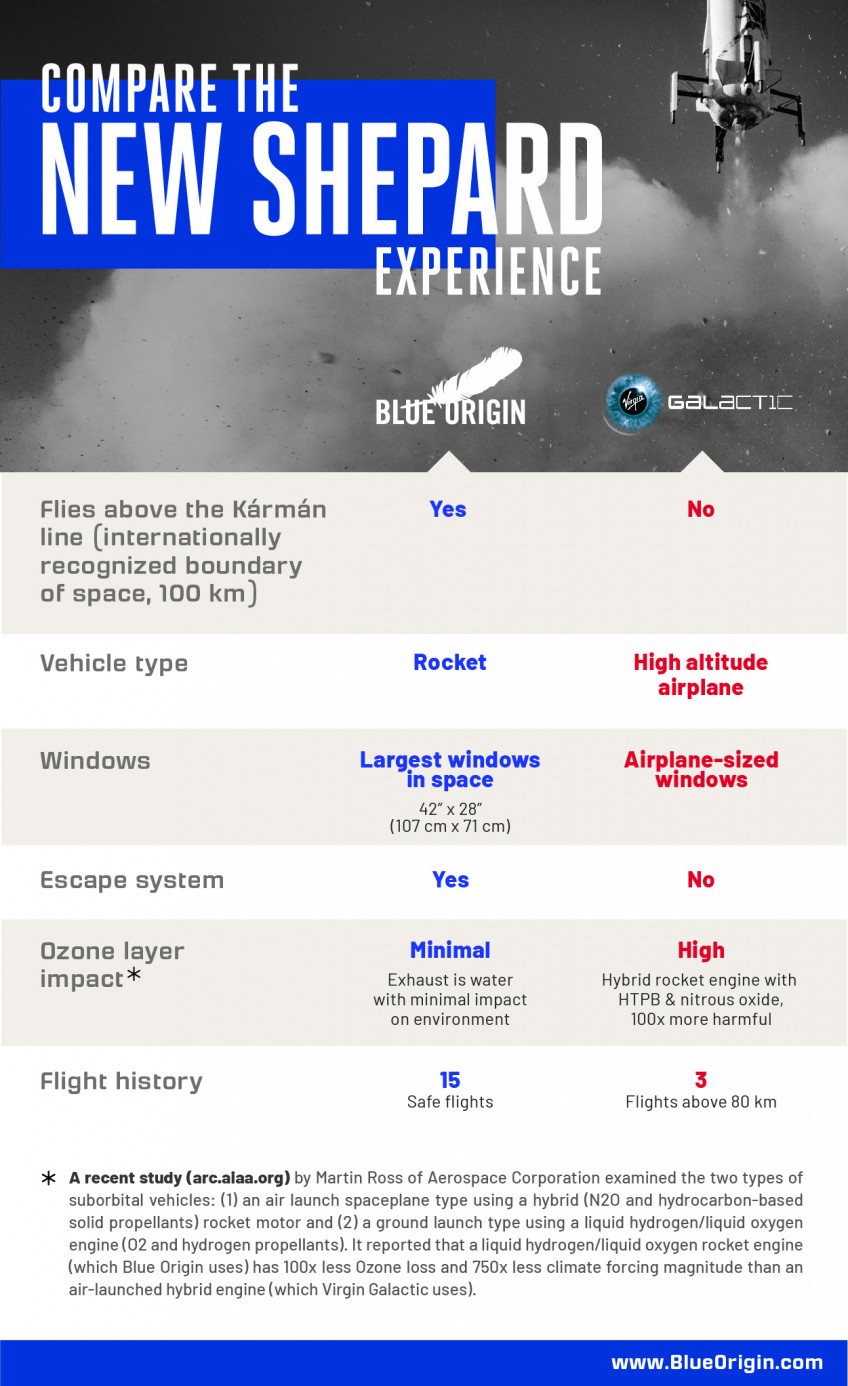 COMPARE THE
NEW SHEPARD
EXPERIENCE
BLUE ORIGIN
Virgin GALACTIC
Flies above the Kármán
line (internationally
recognized boundary
of space, 100 km)
Yes
No
Vehicle type
Rocket
High altitude
airplane
Windows
Largest windows
in space
42” x 28”
(107 cm x 71 cm)
Airplane-sized
windows
Escape system
Yes
No
Ozone layer
impact*
Minimal
Exhaust is water
with minimal impact
on environment
High
Hybrid rocket engine with
HTPB & nitrous oxide,
100x more harmful
Flight history
15
Safe flights
3
Flights above 80 km
* A recent study (arc.aiaa.org) by Martin Ross of Aerospace Corporation examined the two types of
suborbital vehicles: (1) an air launch spaceplane type using a hybrid (N2O and hydrocarbon-based
solid propellants) rocket motor and (2) a ground launch type using a liquid hydrogen/liquid oxygen
engine (O2 and hydrogen propellants). It reported that a liquid hydrogen/liquid oxygen rocket engine
(which Blue Origin uses) has 100x less Ozone loss and 750x less climate forcing magnitude than an
air-launched hybrid engine (which Virgin Galactic uses).
www.BlueOrigin.com